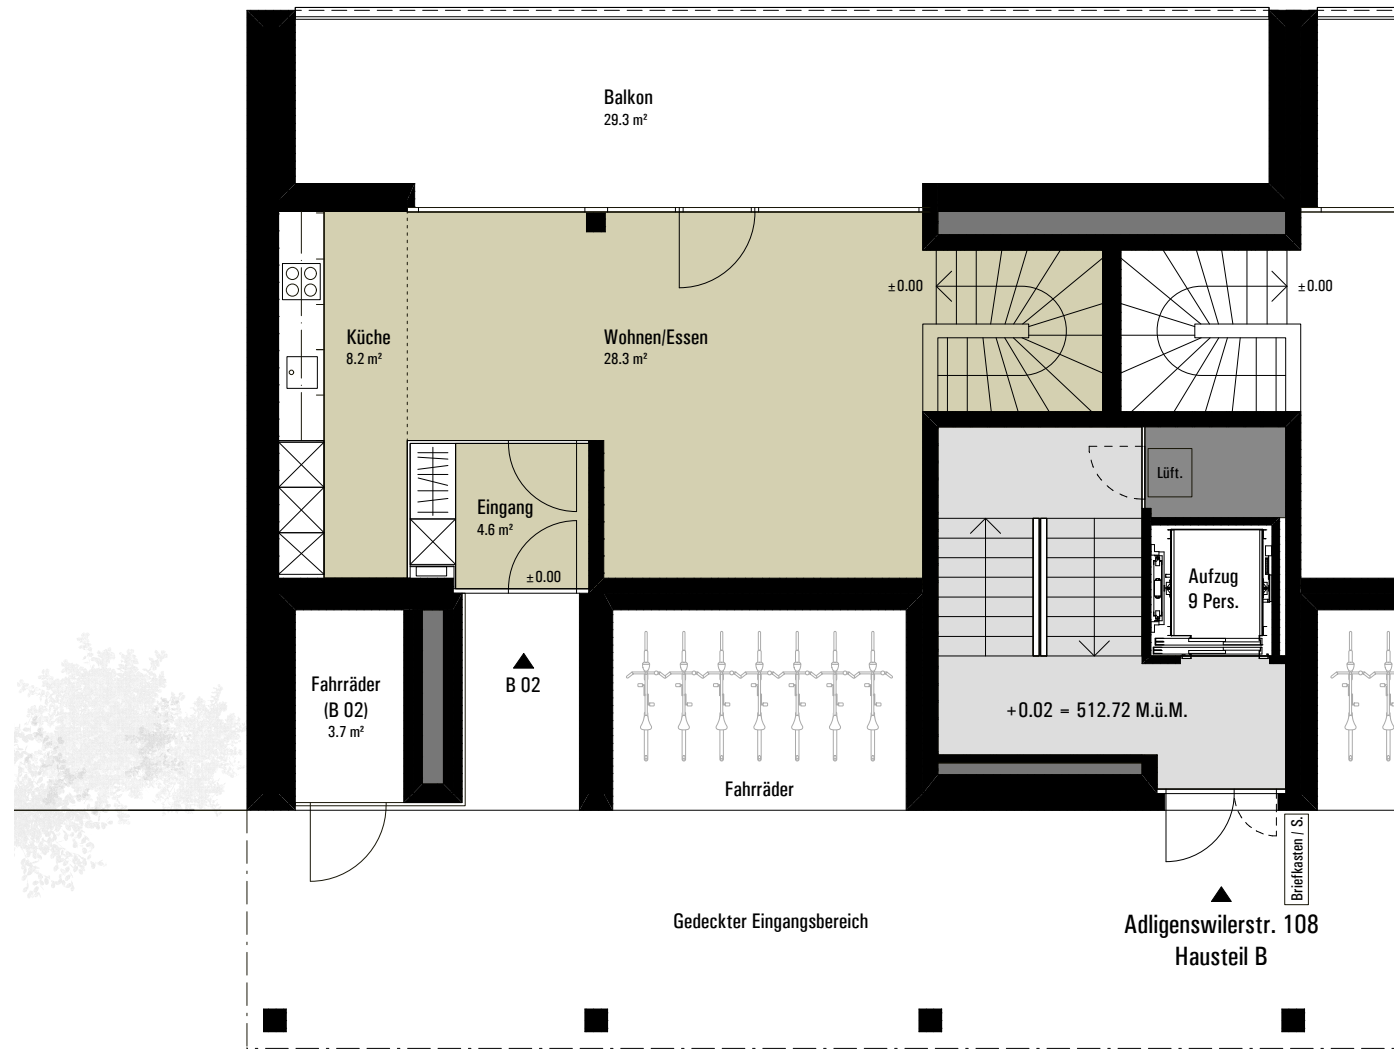 Balkon
29.3 m²
±0.00
±0.00
Küche
8.2 m²
Wohnen/Essen
28.3 m²
Lüft.
Eingang
4.6 m²
±0.00
Aufzug
9 Pers.
Fahrräder
(B 02)
3.7 m²
B 02
+0.02 = 512.72 M.ü.M.
Fahrräder
Briefkasten / S.
Gedeckter Eingangsbereich
Adligenswilerstr. 108
Hausteil B